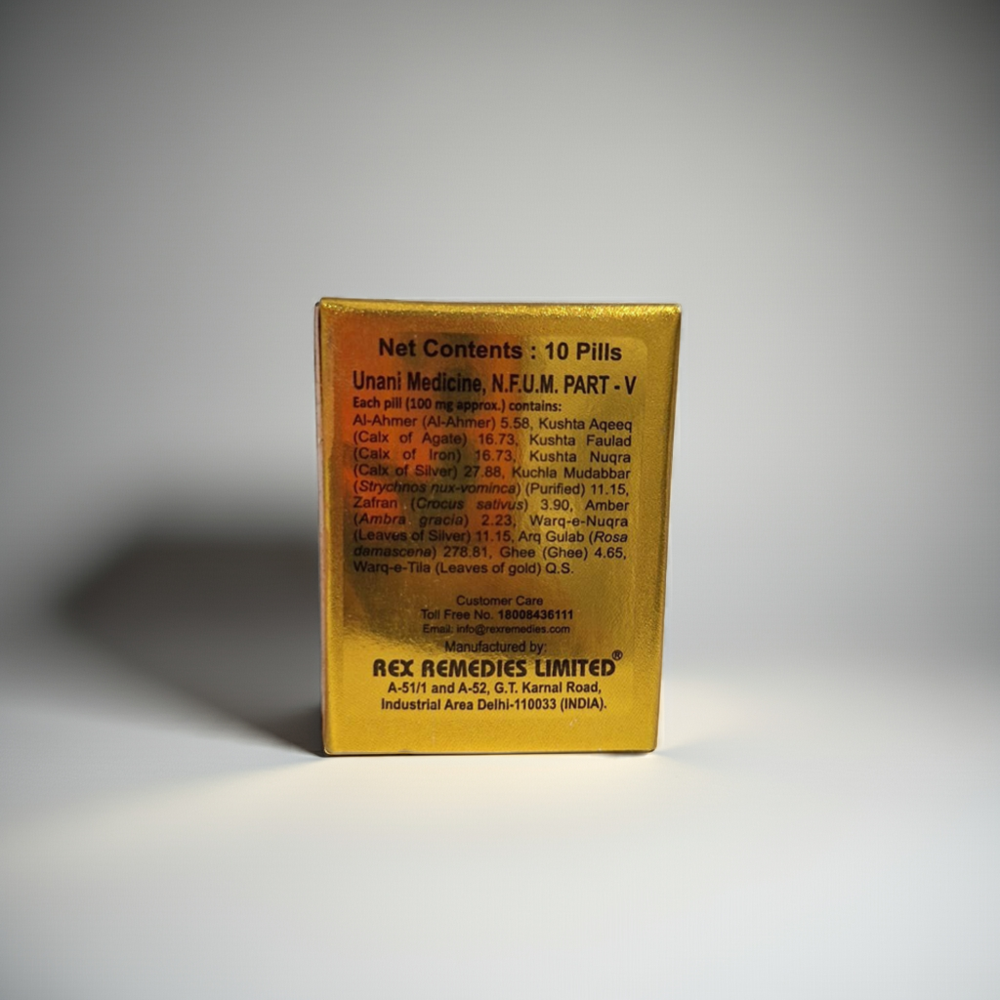 Net Contents : 10 Pills
Unani Medicine, N.F.U.M. PART - V
Each pill (100 mg approx.) contains:
Al-Ahmer (Al-Ahmer) 5.58, Kushta Aqeeq
(Calx of Agate) 16.73, Kushta Faulad
(Calx of Iron) 16.73, Kushta Nuqra
(Calx of Silver) 27.88, Kuchla Mudabbar
(Strychnos nux-vominca) (Purified) 11.15,
Zafran (Crocus sativus) 3.90, Amber
(Ambra gracia) 2.23, Warq-e-Nuqra
(Leaves of Silver) 11.15, Arq Gulab (Rosa
damascena) 278.81, Ghee (Ghee) 4.65,
Warq-e-Tila (Leaves of gold) Q.S.
Customer Care
Toll Free No. 18008436111
Email: info@rexremedies.com
Manufactured by:
REX REMEDIES LIMITED®
A-51/1 and A-52, G.T. Karnal Road,
Industrial Area Delhi-110033 (INDIA).